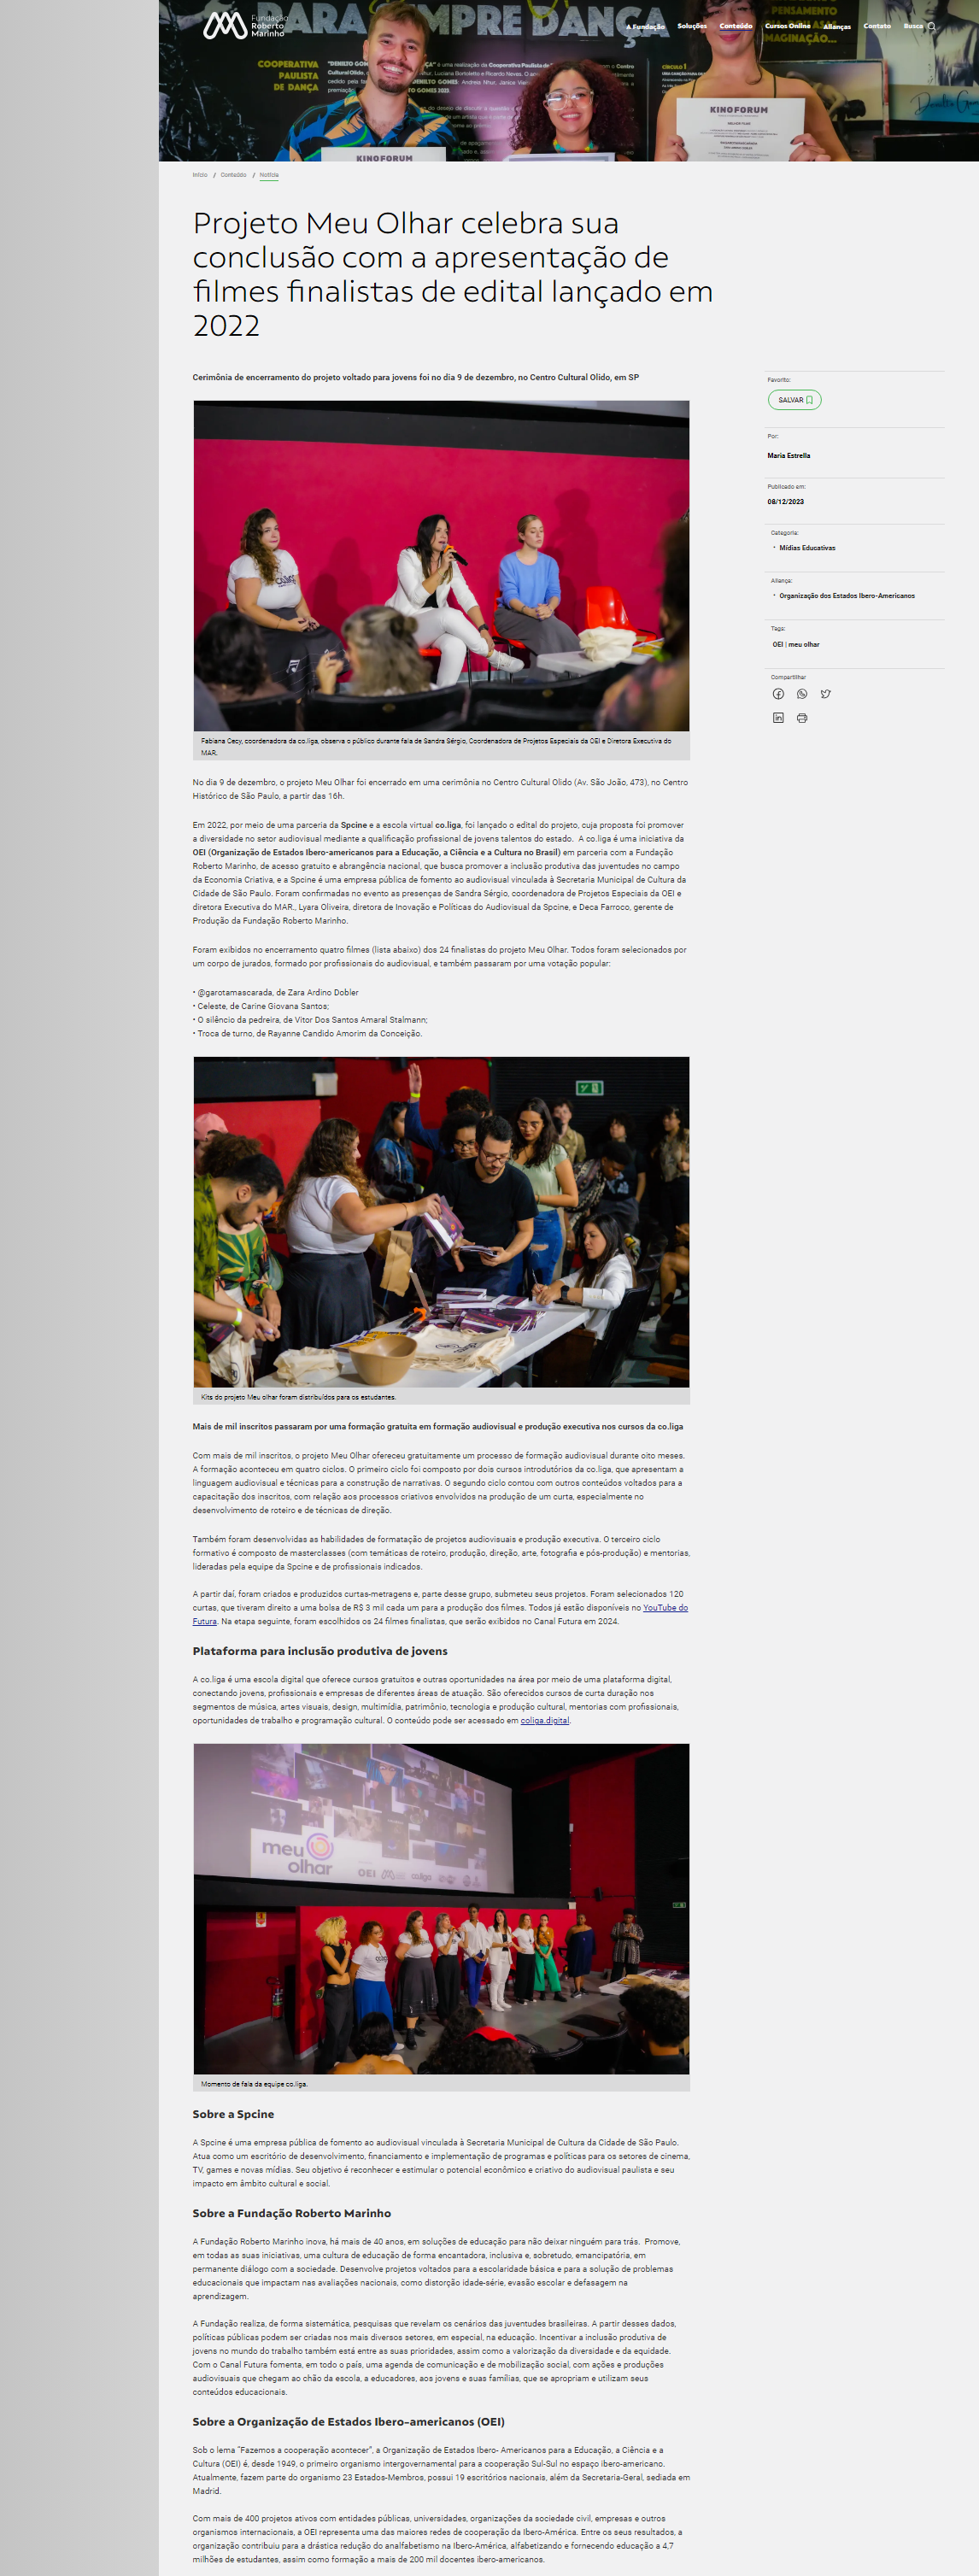 PARA SEMPRE DANÇA
Fundação
Roberto
Marinho
A Fundação Soluções Conteúdo Cursos Online Alianças Contato Busca
COOPERATIVA
PAULISTA
DE DANÇA
PENSAMENTO
IMAGINAÇÃO...
CÍRCULO 1
KINOFORUM
KINOFORUM
Início / Conteúdo / Notícia
Projeto Meu Olhar celebra sua
conclusão com a apresentação de
filmes finalistas de edital lançado em
2022
Cerimônia de encerramento do projeto voltado para jovens foi no dia 9 de dezembro, no Centro Cultural Olido, em SP
Favorito:
SALVAR
Por:
Maria Estrella
Publicado em:
08/12/2023
Categoria:
• Mídias Educativas
Aliança:
• Organização dos Estados Ibero-Americanos
Tags:
OEI | meu olhar
Compartilhar
Fabiana Cecy, coordenadora da co.liga, observa o público durante fala de Sandra Sérgio, Coordenadora de Projetos Especiais da OEI e Diretora Executiva do
MAR.
No dia 9 de dezembro, o projeto Meu Olhar foi encerrado em uma cerimônia no Centro Cultural Olido (Av. São João, 473), no Centro
Histórico de São Paulo, a partir das 16h.
Em 2022, por meio de uma parceria da Spcine e a escola virtual co.liga, foi lançado o edital do projeto, cuja proposta foi promover
a diversidade no setor audiovisual mediante a qualificação profissional de jovens talentos do estado. A co.liga é uma iniciativa da
OEI (Organização de Estados Ibero-americanos para a Educação, a Ciência e a Cultura no Brasil) em parceria com a Fundação
Roberto Marinho, de acesso gratuito e abrangência nacional, que busca promover a inclusão produtiva das juventudes no campo
da Economia Criativa, e a Spcine é uma empresa pública de fomento ao audiovisual vinculada à Secretaria Municipal de Cultura da
Cidade de São Paulo. Foram confirmadas no evento as presenças de Sandra Sérgio, coordenadora de Projetos Especiais da OEI e
diretora Executiva do MAR., Lyara Oliveira, diretora de Inovação e Políticas do Audiovisual da Spcine, e Deca Farroco, gerente de
Produção da Fundação Roberto Marinho.
Foram exibidos no encerramento quatro filmes (lista abaixo) dos 24 finalistas do projeto Meu Olhar. Todos foram selecionados por
um corpo de jurados, formado por profissionais do audiovisual, e também passaram por uma votação popular:
• @garotamascarada, de Zara Ardino Dobler
• Celeste, de Carine Giovana Santos;
• O silêncio da pedreira, de Vitor Dos Santos Amaral Stalmann;
• Troca de turno, de Rayanne Candido Amorim da Conceição.
Kits do projeto Meu olhar foram distribuídos para os estudantes.
Mais de mil inscritos passaram por uma formação gratuita em formação audiovisual e produção executiva nos cursos da co.liga
Com mais de mil inscritos, o projeto Meu Olhar ofereceu gratuitamente um processo de formação audiovisual durante oito meses.
A formação aconteceu em quatro ciclos. O primeiro ciclo foi composto por dois cursos introdutórios da co.liga, que apresentam a
linguagem audiovisual e técnicas para a construção de narrativas. O segundo ciclo contou com outros conteúdos voltados para a
capacitação dos inscritos, com relação aos processos criativos envolvidos na produção de um curta, especialmente no
desenvolvimento de roteiro e de técnicas de direção.
Também foram desenvolvidas as habilidades de formatação de projetos audiovisuais e produção executiva. O terceiro ciclo
formativo é composto de masterclasses (com temáticas de roteiro, produção, direção, arte, fotografia e pós-produção) e mentorias,
lideradas pela equipe da Spcine e de profissionais indicados.
A partir daí, foram criados e produzidos curtas-metragens e, parte desse grupo, submeteu seus projetos. Foram selecionados 120
curtas, que tiveram direito a uma bolsa de R$ 3 mil cada um para a produção dos filmes. Todos já estão disponíveis no YouTube do
Futura. Na etapa seguinte, foram escolhidos os 24 filmes finalistas, que serão exibidos no Canal Futura em 2024.
Plataforma para inclusão produtiva de jovens
A co.liga é uma escola digital que oferece cursos gratuitos e outras oportunidades na área por meio de uma plataforma digital,
conectando jovens, profissionais e empresas de diferentes áreas de atuação. São oferecidos cursos de curta duração nos
segmentos de música, artes visuais, design, multimídia, patrimônio, tecnologia e produção cultural, mentorias com profissionais,
oportunidades de trabalho e programação cultural. O conteúdo pode ser acessado em coliga.digital.
meu
olhar
OEI
co.liga
Momento de fala da equipe co.liga.
Sobre a Spcine
A Spcine é uma empresa pública de fomento ao audiovisual vinculada à Secretaria Municipal de Cultura da Cidade de São Paulo.
Atua como um escritório de desenvolvimento, financiamento e implementação de programas e políticas para os setores de cinema,
TV, games e novas mídias. Seu objetivo é reconhecer e estimular o potencial econômico e criativo do audiovisual paulista e seu
impacto em âmbito cultural e social.
Sobre a Fundação Roberto Marinho
A Fundação Roberto Marinho inova, há mais de 40 anos, em soluções de educação para não deixar ninguém para trás. Promove,
em todas as suas iniciativas, uma cultura de educação de forma encantadora, inclusiva e, sobretudo, emancipatória, em
permanente diálogo com a sociedade. Desenvolve projetos voltados para a escolaridade básica e para a solução de problemas
educacionais que impactam nas avaliações nacionais, como distorção idade-série, evasão escolar e defasagem na
aprendizagem.
A Fundação realiza, de forma sistemática, pesquisas que revelam os cenários das juventudes brasileiras. A partir desses dados,
políticas públicas podem ser criadas nos mais diversos setores, em especial, na educação. Incentivar a inclusão produtiva de
jovens no mundo do trabalho também está entre as suas prioridades, assim como a valorização da diversidade e da equidade.
Com o Canal Futura fomenta, em todo o país, uma agenda de comunicação e de mobilização social, com ações e produções
audiovisuais que chegam ao chão da escola, a educadores, aos jovens e suas famílias, que se apropriam e utilizam seus
conteúdos educacionais.
Sobre a Organização de Estados Ibero-americanos (OEI)
Sob o lema "Fazemos a cooperação acontecer", a Organização de Estados Ibero- Americanos para a Educação, a Ciência e a
Cultura (OEI) é, desde 1949, o primeiro organismo intergovernamental para a cooperação Sul-Sul no espaço ibero-americano.
Atualmente, fazem parte do organismo 23 Estados-Membros, possui 19 escritórios nacionais, além da Secretaria-Geral, sediada em
Madrid.
Com mais de 400 projetos ativos com entidades públicas, universidades, organizações da sociedade civil, empresas e outros
organismos internacionais, a OEI representa uma das maiores redes de cooperação da Ibero-América. Entre os seus resultados, a
organização contribuiu para a drástica redução do analfabetismo na Ibero-América, alfabetizando e fornecendo educação a 4,7
milhões de estudantes, assim como formação a mais de 200 mil docentes ibero-americanos.